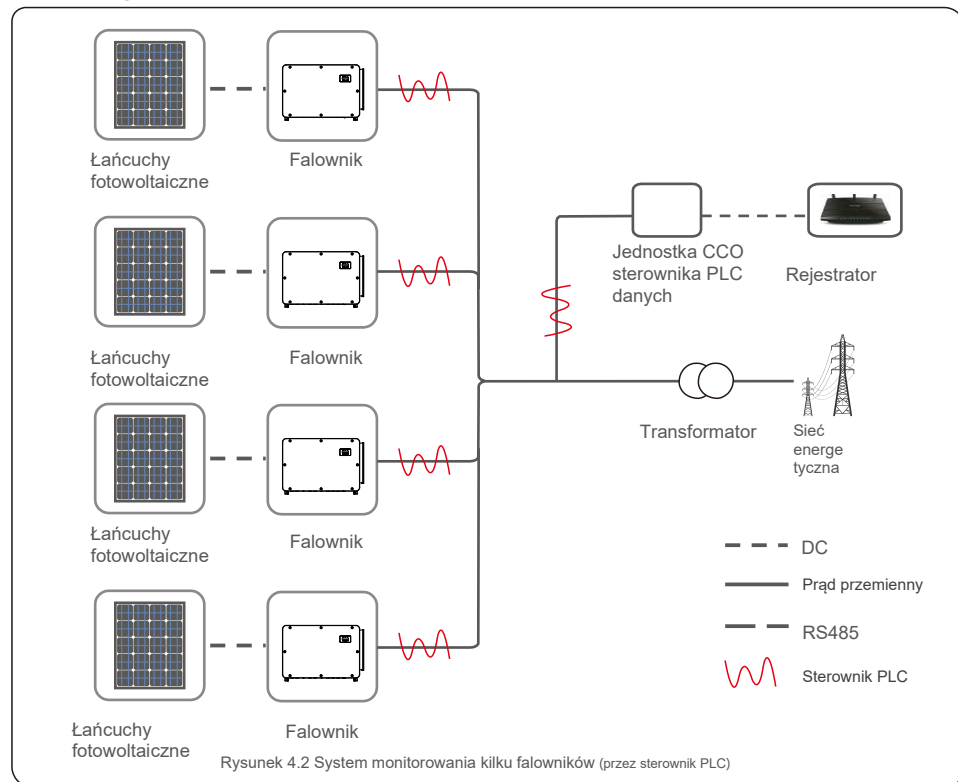 Łańcuchy
fotowoltaiczne
Falownik
Łańcuchy
fotowoltaiczne
Falownik
Łańcuchy
fotowoltaiczne
Falownik
Łańcuchy
fotowoltaiczne
Falownik
Jednostka CCO
sterownika PLC
danych
Rejestrator
Transformator
Sieć
energe
tyczna
DC
Prąd przemienny
RS485
Sterownik PLC
Rysunek 4.2 System monitorowania kilku falowników (przez sterownik PLC)